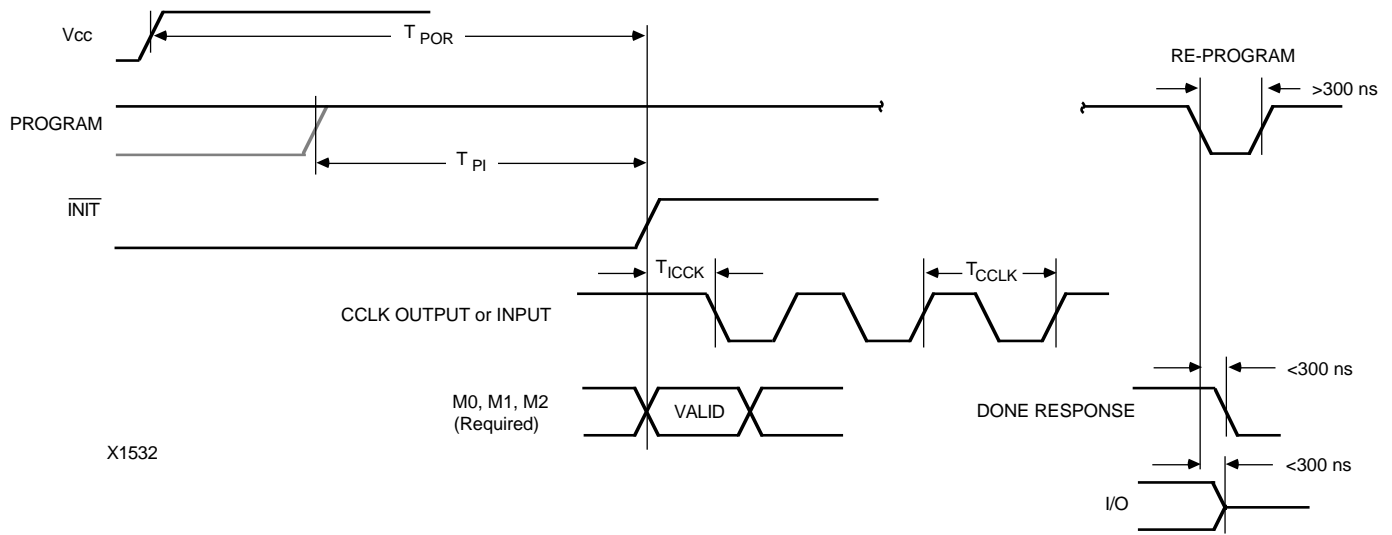 Vcc
T POR
RE-PROGRAM
>300 ns
PROGRAM
T PI
INIT
T ICCK
T CCLK
CCLK OUTPUT or INPUT
<300 ns
M0, M1, M2
(Required)
VALID
DONE RESPONSE
X1532
<300 ns
I/O